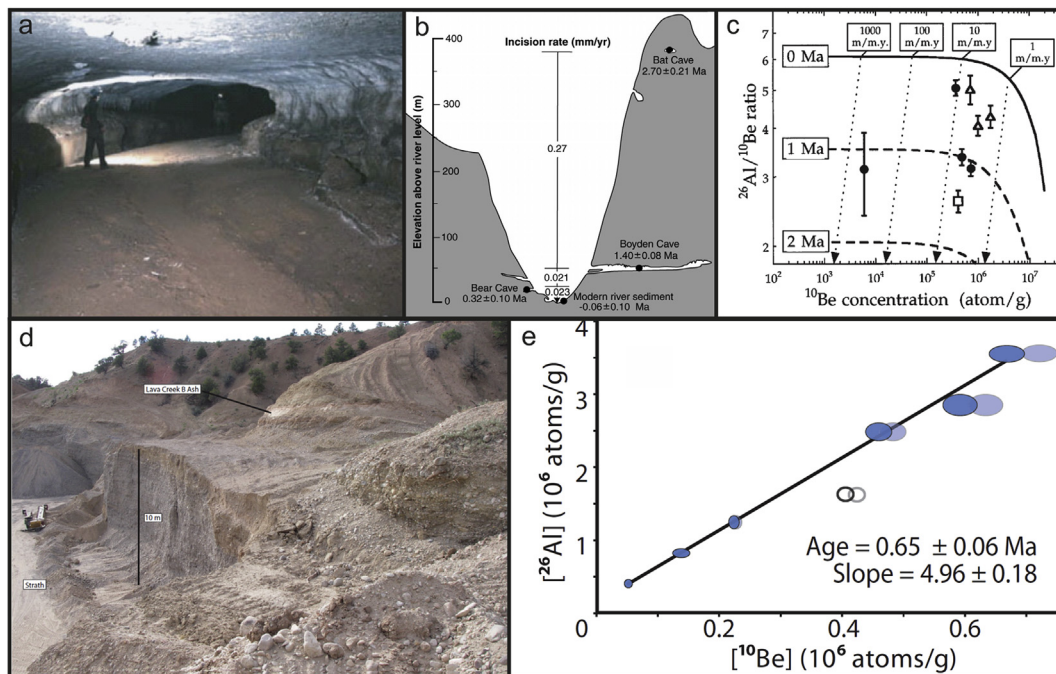 a
b
Elevation above river level (m)
400
300
200
100
0
Incision rate (mm/yr)
0.27
0.021
0.023
Bat Cave
2.70±0.21 Ma
Boyden Cave
1.40±0.08 Ma
Bear Cave
0.32±0.10 Ma
Modern river sediment
-0.06±0.10 Ma
c
26Al/10Be ratio
7
6
5
4
3
2
0 Ma
1 Ma
2 Ma
1000
m/m.y.
100
m/m.y.
10
m/m.y
1
m/m.y
10² 10³ 10⁴ 10⁵ 10⁶ 10⁷
¹⁰Be concentration (atom/g)
d
Lava Creek B Ash
10 m
Strath
e
[²⁶Al] (10⁶ atoms/g)
4
3
2
1
0 0.2 0.4 0.6
[¹⁰Be] (10⁶ atoms/g)
Age = 0.65 ± 0.06 Ma
Slope = 4.96 ± 0.18